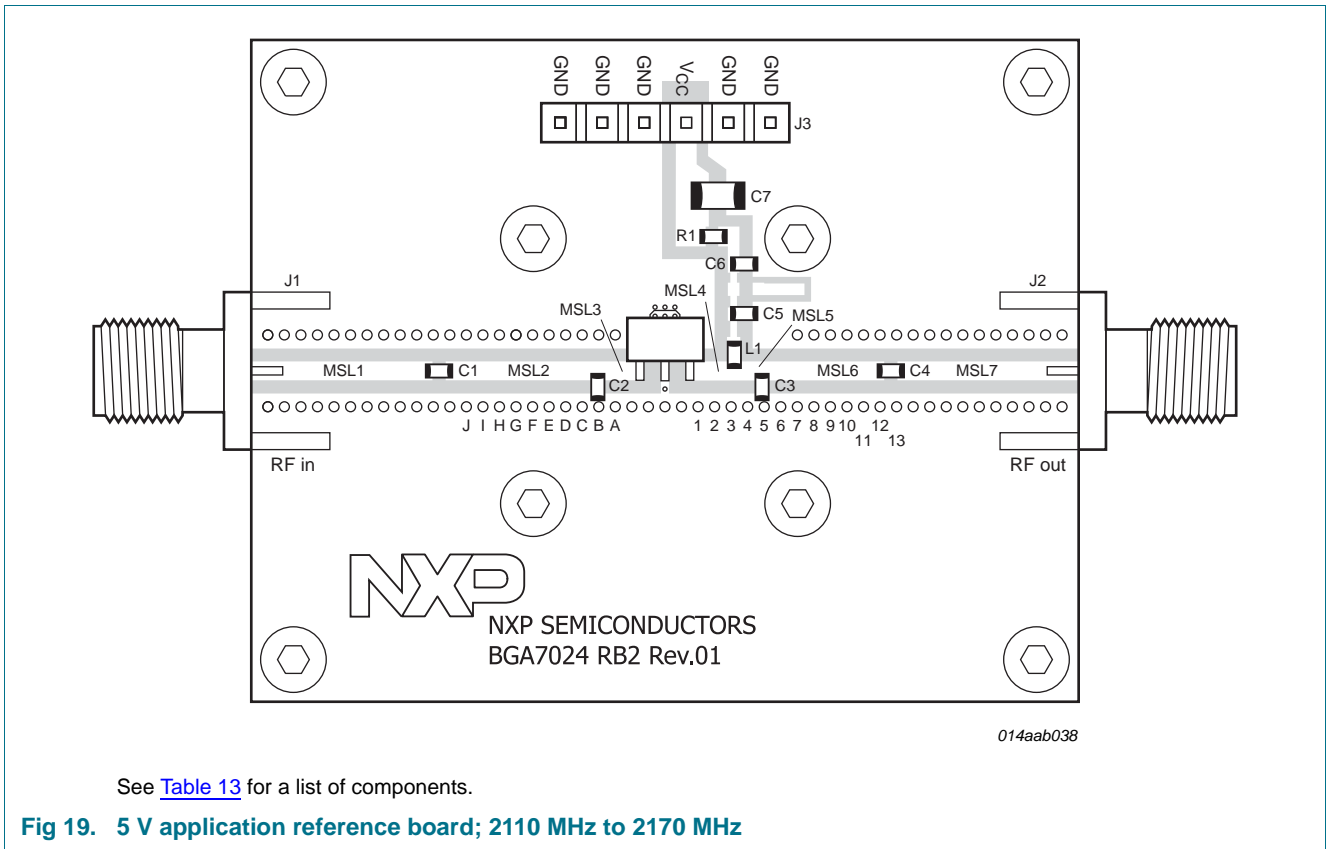 GND GND GND VCC GND GND
J3
C7
R1
C6
J1
MSL4
J2
MSL3
C5
MSL5
L1
MSL1
C1
MSL2
MSL6
C4
MSL7
C2
C3
J I H G F E D C B A
1 2 3 4 5 6 7 8 9 10 12
11 13
RF in
RF out
NXP
NXP SEMICONDUCTORS
BGA7024 RB2 Rev.01
014aab038
See Table 13 for a list of components.
Fig 19. 5 V application reference board; 2110 MHz to 2170 MHz